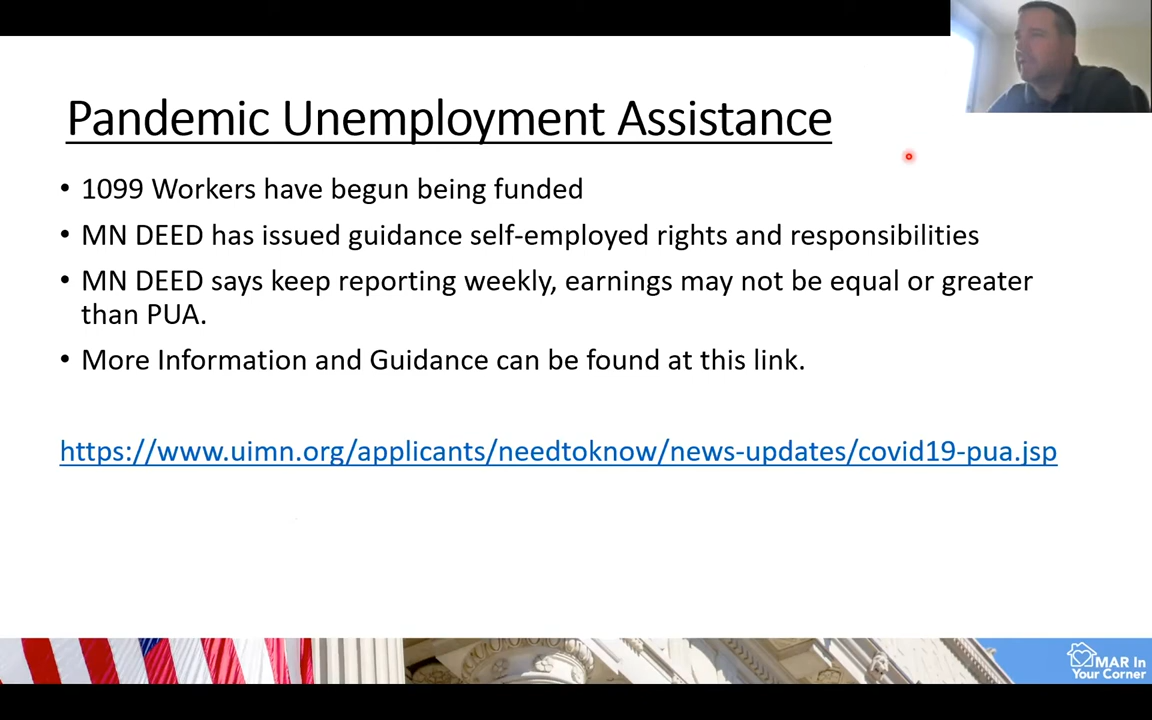 Pandemic Unemployment Assistance
• 1099 Workers have begun being funded
• MN DEED has issued guidance self-employed rights and responsibilities
• MN DEED says keep reporting weekly, earnings may not be equal or greater
than PUA.
• More Information and Guidance can be found at this link.
https://www.uimn.org/applicants/needtoknow/news-updates/covid19-pua.jsp
MAR In
Your Corner